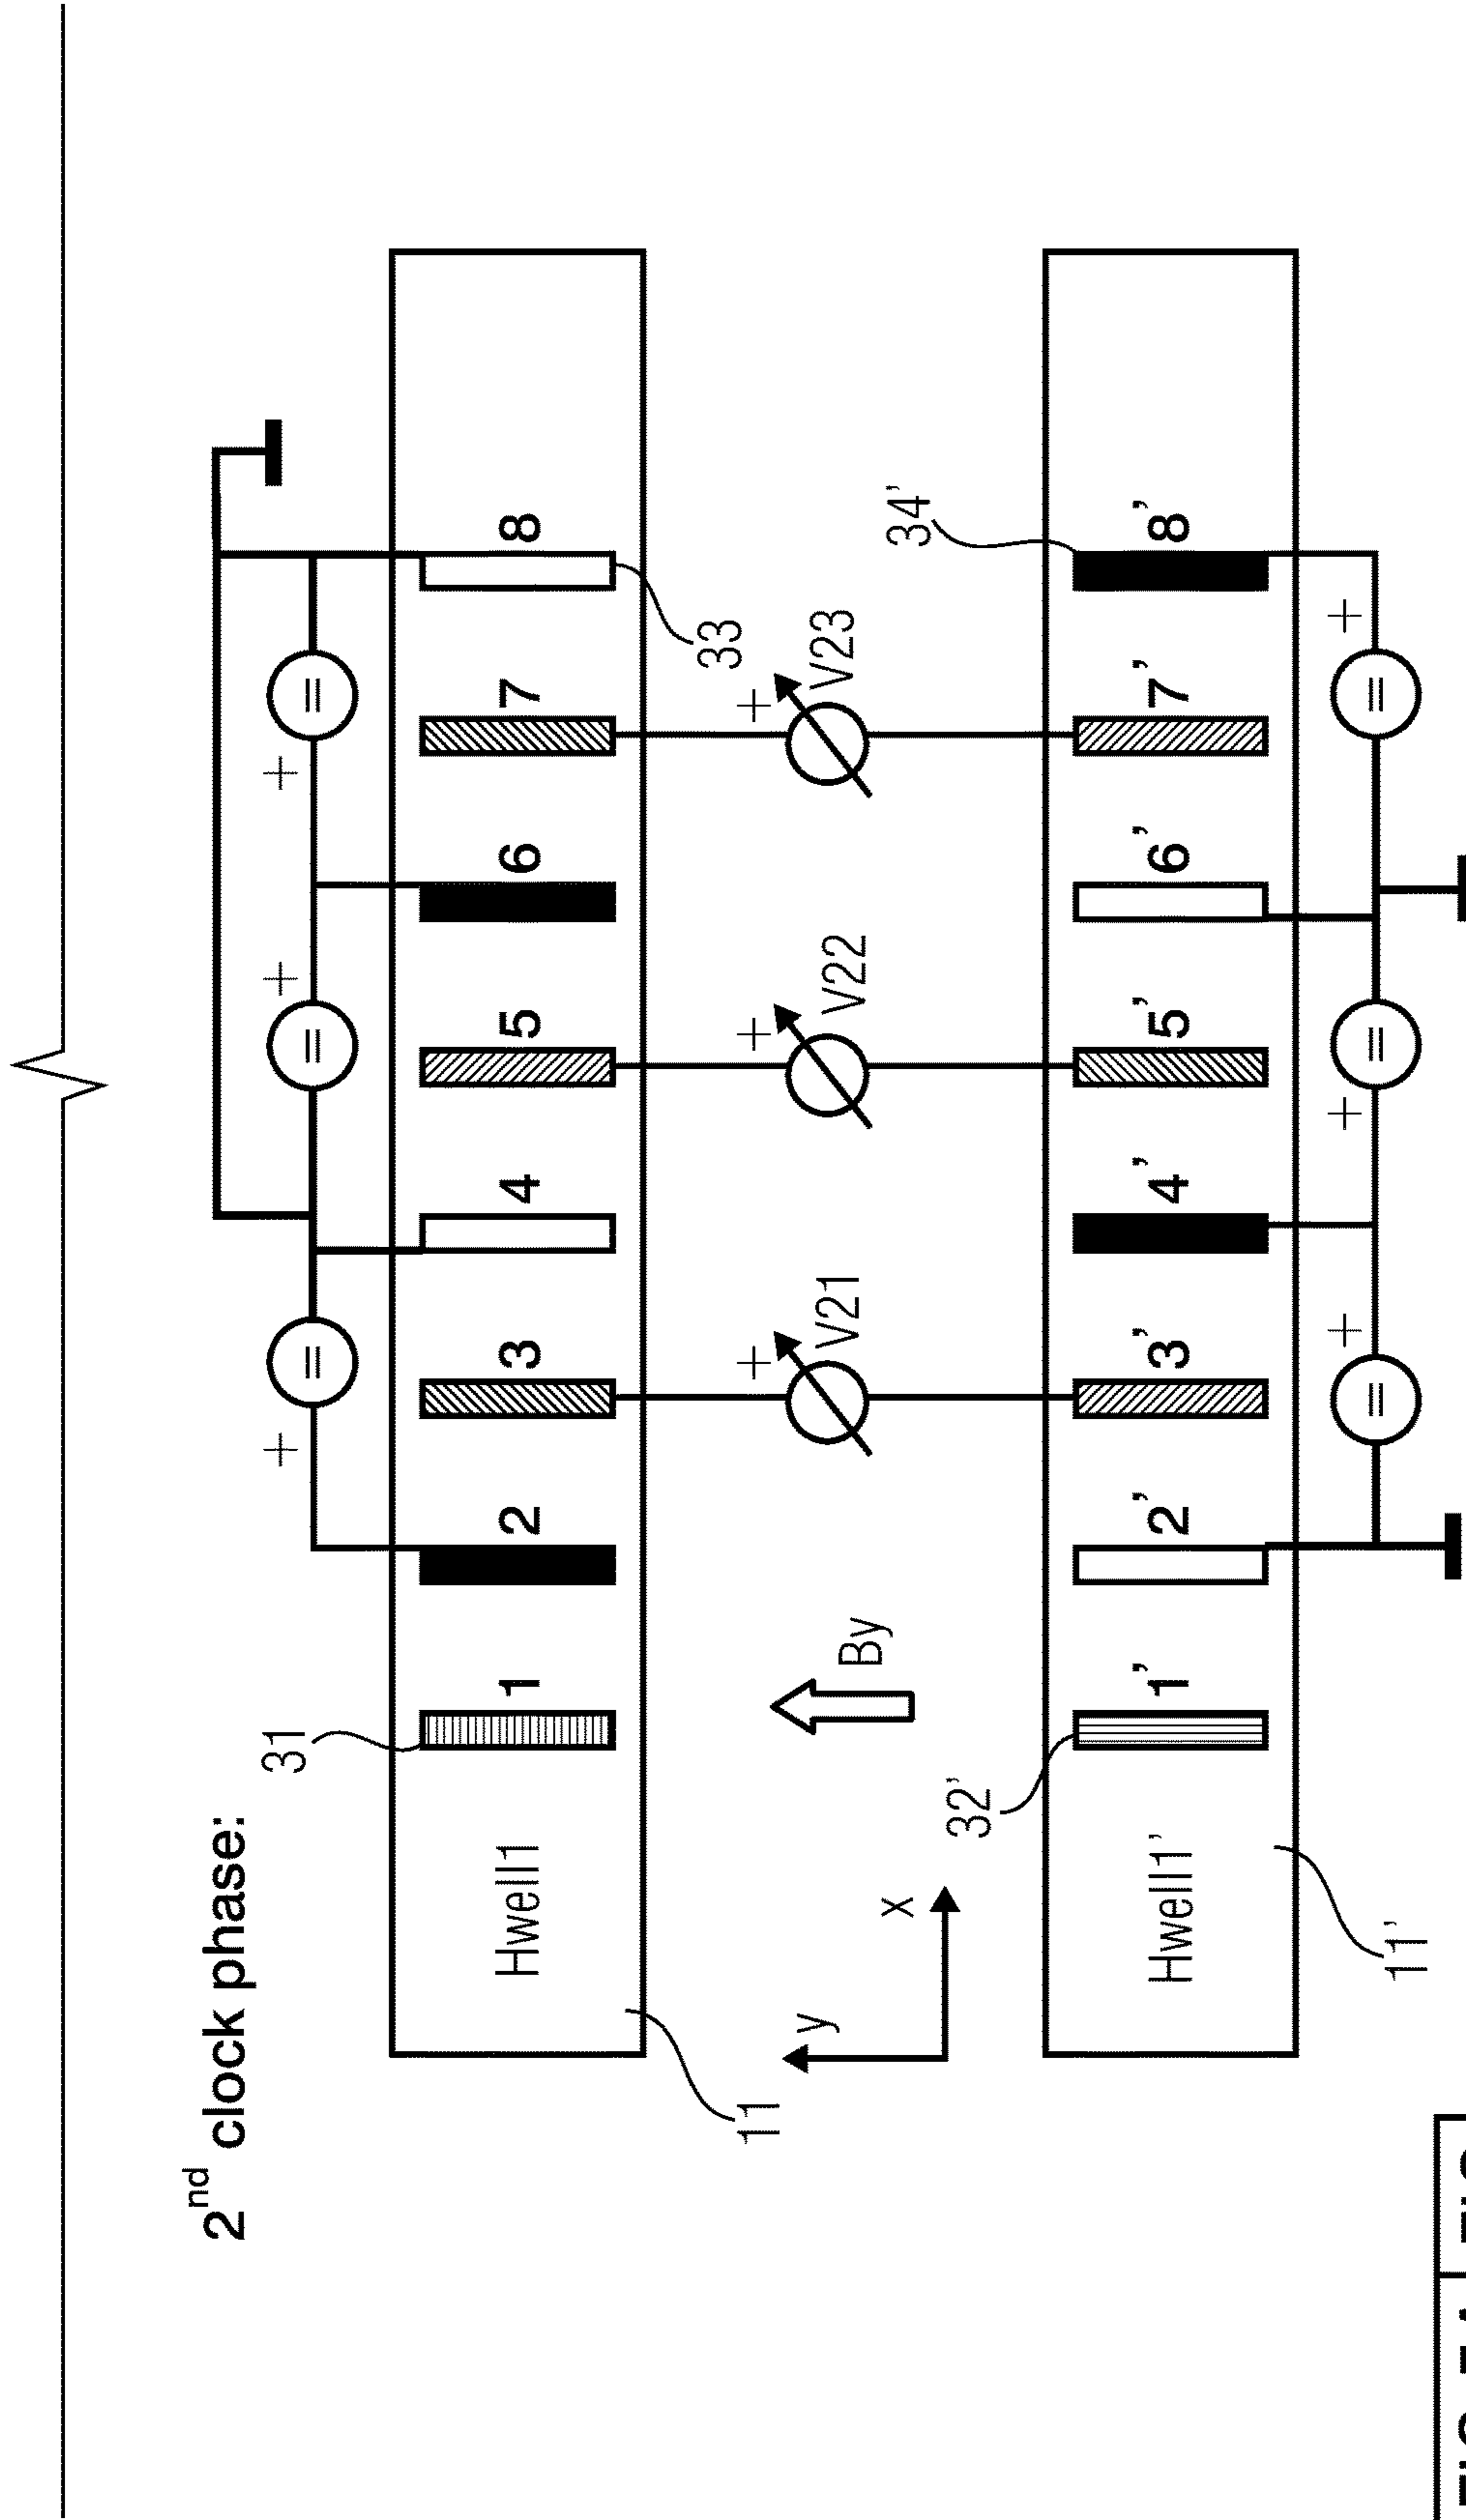 2nd clock phase:
+ = + = + =
31
Hwell1 1 2 3 4 5 6 7 8
11
33
+ V21 + V22 + V23
y
x
By
32'
34'
Hwell1' 1' 2' 3' 4' 5' 6' 7' 8'
11'
= + + = = +